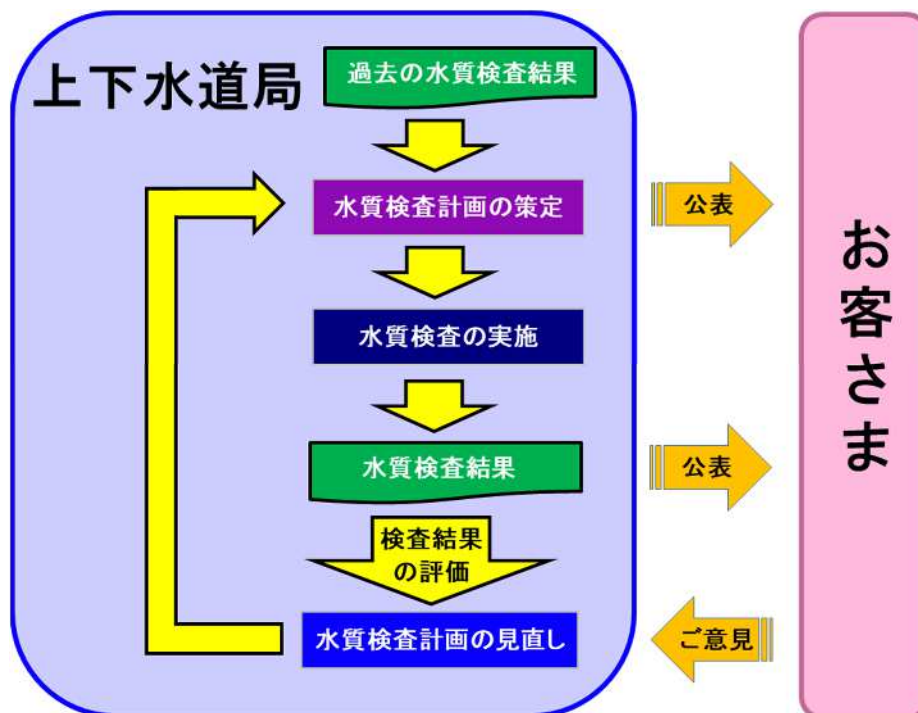 上下水道局
過去の水質検査結果
水質検査計画の策定
公表
水質検査の実施
水質検査結果
公表
検査結果
の評価
水質検査計画の見直し
ご意見
お客さま